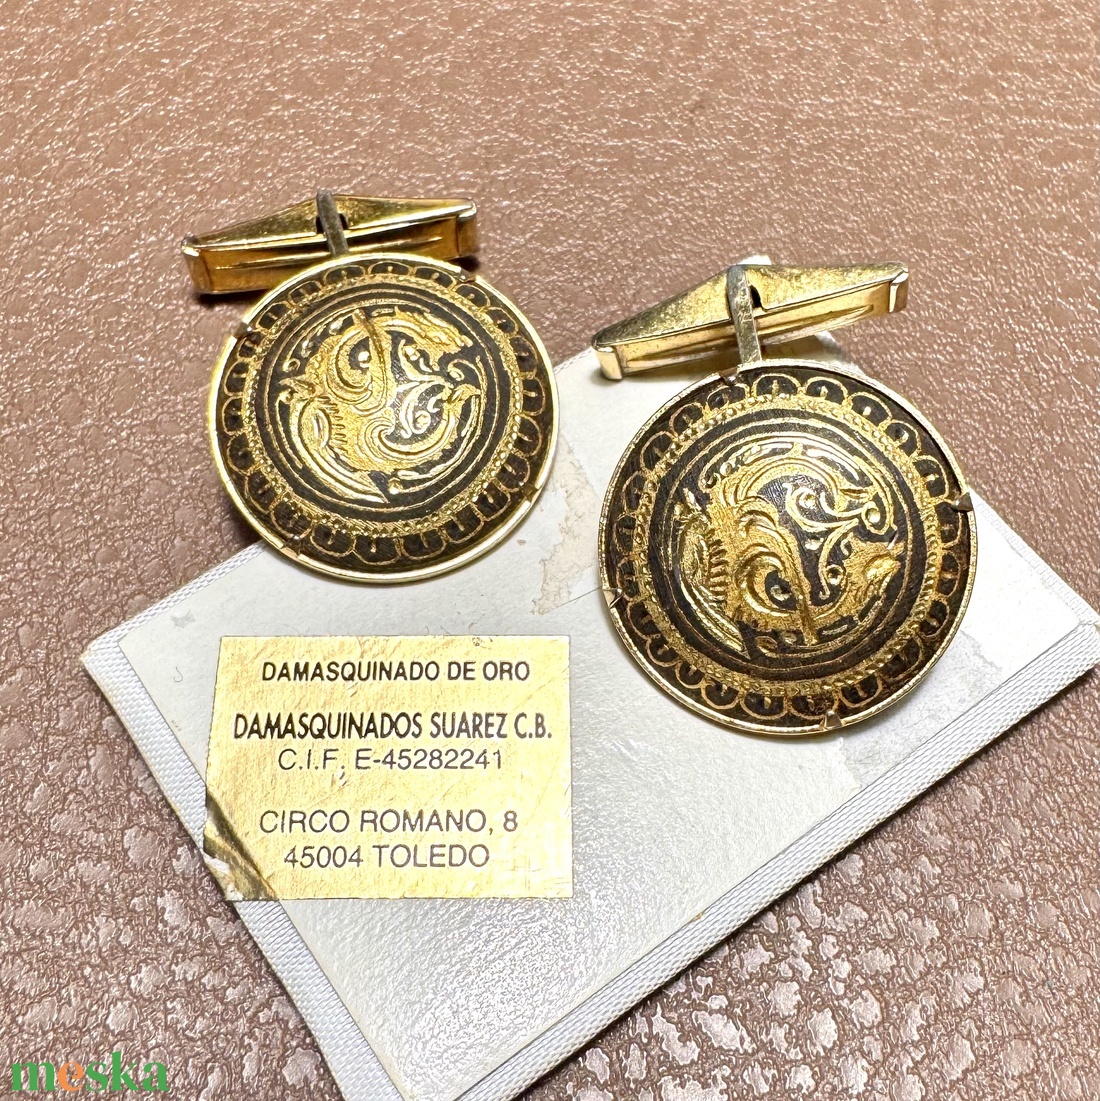 DAMASQUINADO DE ORO
DAMASQUINADOS SUAREZ C.B.
C.I.F. E-45282241
CIRCO ROMANO, 8
45004 TOLEDO
meska